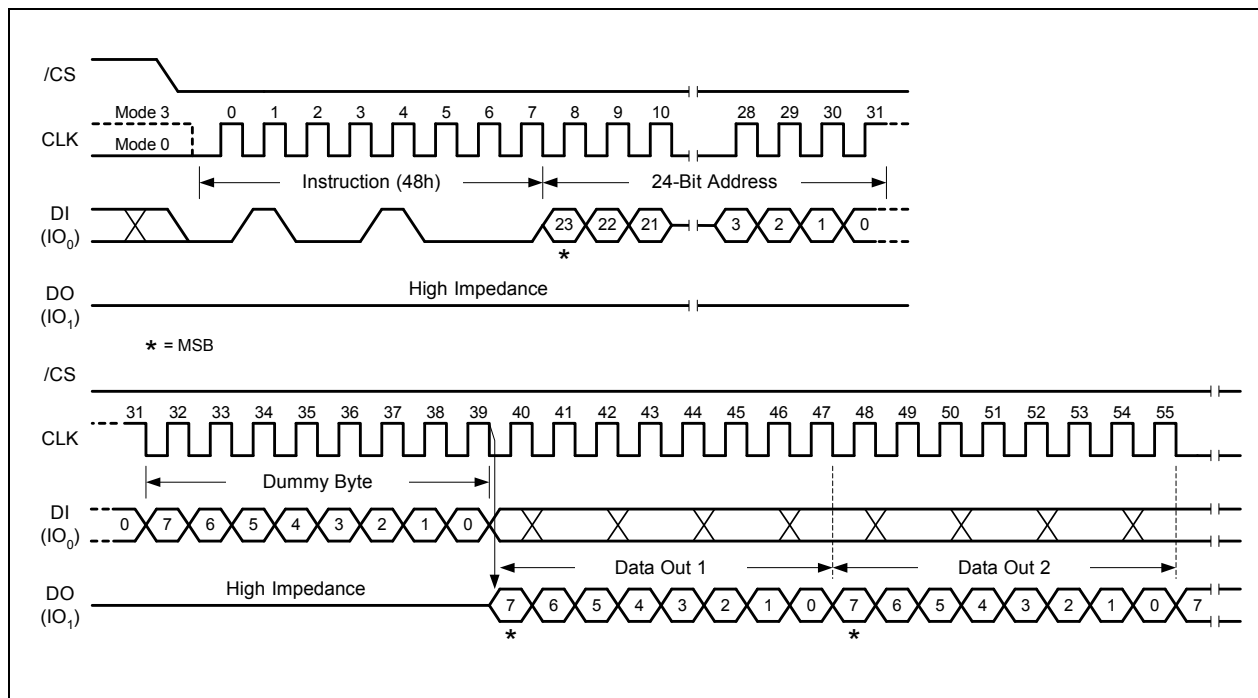 /CS
Mode 3 0 1 2 3 4 5 6 7 8 9 10 28 29 30 31
CLK
Mode 0
Instruction (48h) 24-Bit Address
DI
(IO0) 23 22 21 3 2 1 0
*
High Impedance
DO
(IO1)
* = MSB
/CS
31 32 33 34 35 36 37 38 39 40 41 42 43 44 45 46 47 48 49 50 51 52 53 54 55
CLK
Dummy Byte
DI
(IO0) 0 7 6 5 4 3 2 1 0
Data Out 1 Data Out 2
High Impedance
DO
(IO1) 7 6 5 4 3 2 1 0 7 6 5 4 3 2 1 0 7
* *